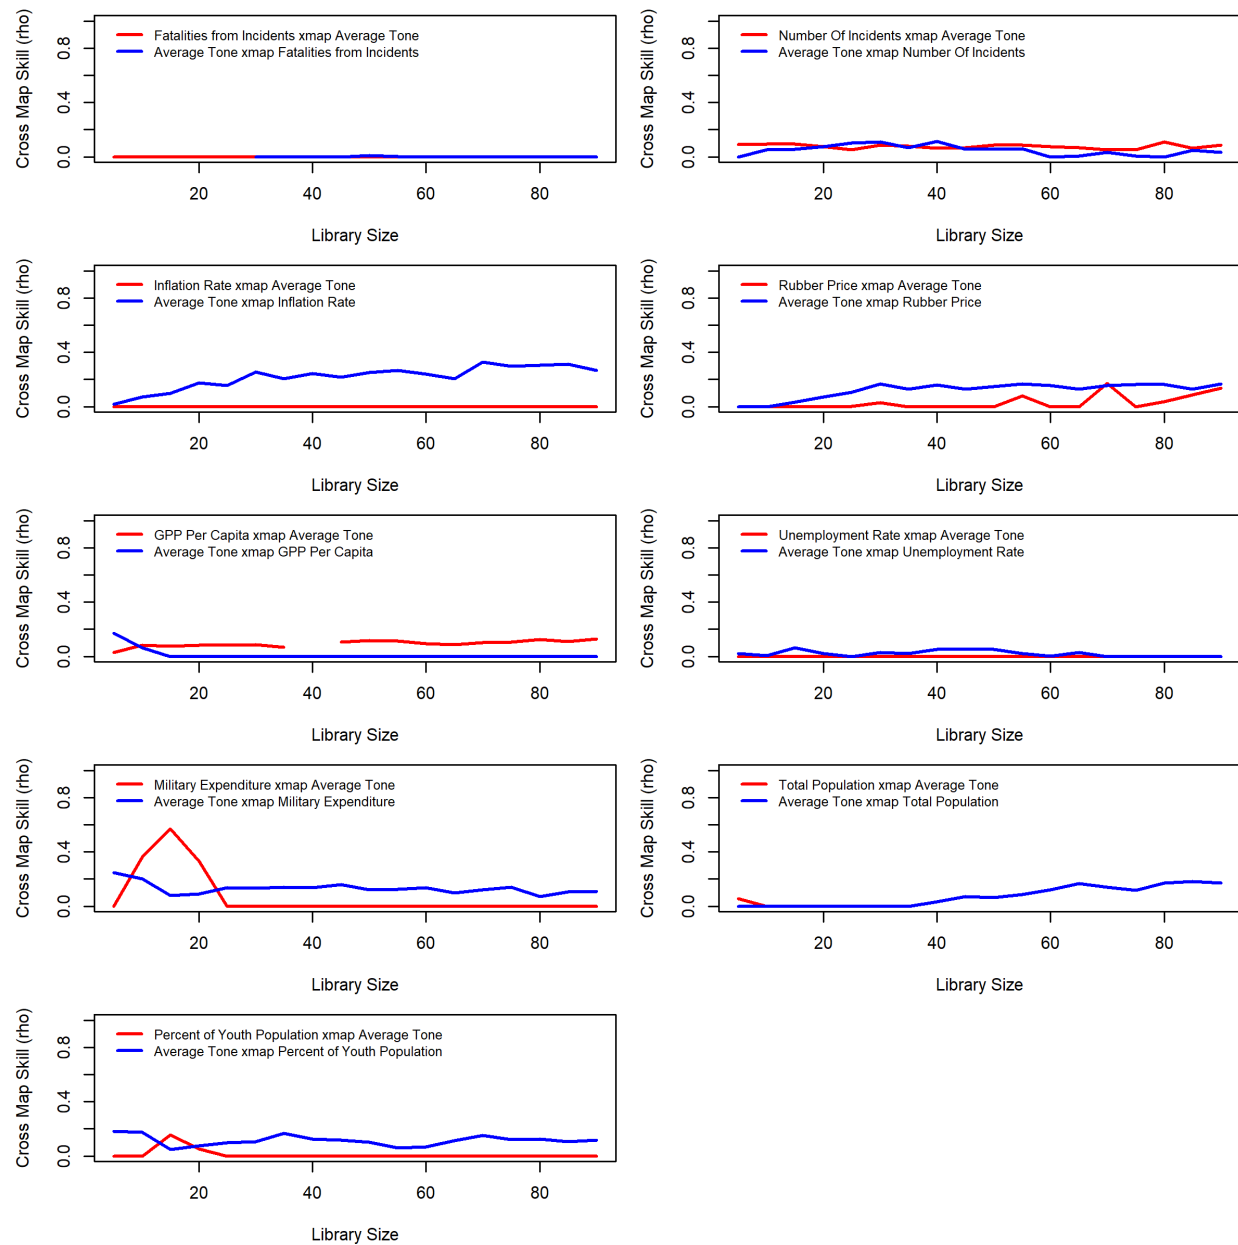 Cross Map Skill (rho)
0.0 0.4 0.8
Fatalities from Incidents xmap Average Tone
Average Tone xmap Fatalities from Incidents
20 40 60 80
Library Size
Cross Map Skill (rho)
0.0 0.4 0.8
Number Of Incidents xmap Average Tone
Average Tone xmap Number Of Incidents
20 40 60 80
Library Size
Cross Map Skill (rho)
0.0 0.4 0.8
Inflation Rate xmap Average Tone
Average Tone xmap Inflation Rate
20 40 60 80
Library Size
Cross Map Skill (rho)
0.0 0.4 0.8
Rubber Price xmap Average Tone
Average Tone xmap Rubber Price
20 40 60 80
Library Size
Cross Map Skill (rho)
0.0 0.4 0.8
GPP Per Capita xmap Average Tone
Average Tone xmap GPP Per Capita
20 40 60 80
Library Size
Cross Map Skill (rho)
0.0 0.4 0.8
Unemployment Rate xmap Average Tone
Average Tone xmap Unemployment Rate
20 40 60 80
Library Size
Cross Map Skill (rho)
0.0 0.4 0.8
Military Expenditure xmap Average Tone
Average Tone xmap Military Expenditure
20 40 60 80
Library Size
Cross Map Skill (rho)
0.0 0.4 0.8
Total Population xmap Average Tone
Average Tone xmap Total Population
20 40 60 80
Library Size
Cross Map Skill (rho)
0.0 0.4 0.8
Percent of Youth Population xmap Average Tone
Average Tone xmap Percent of Youth Population
20 40 60 80
Library Size